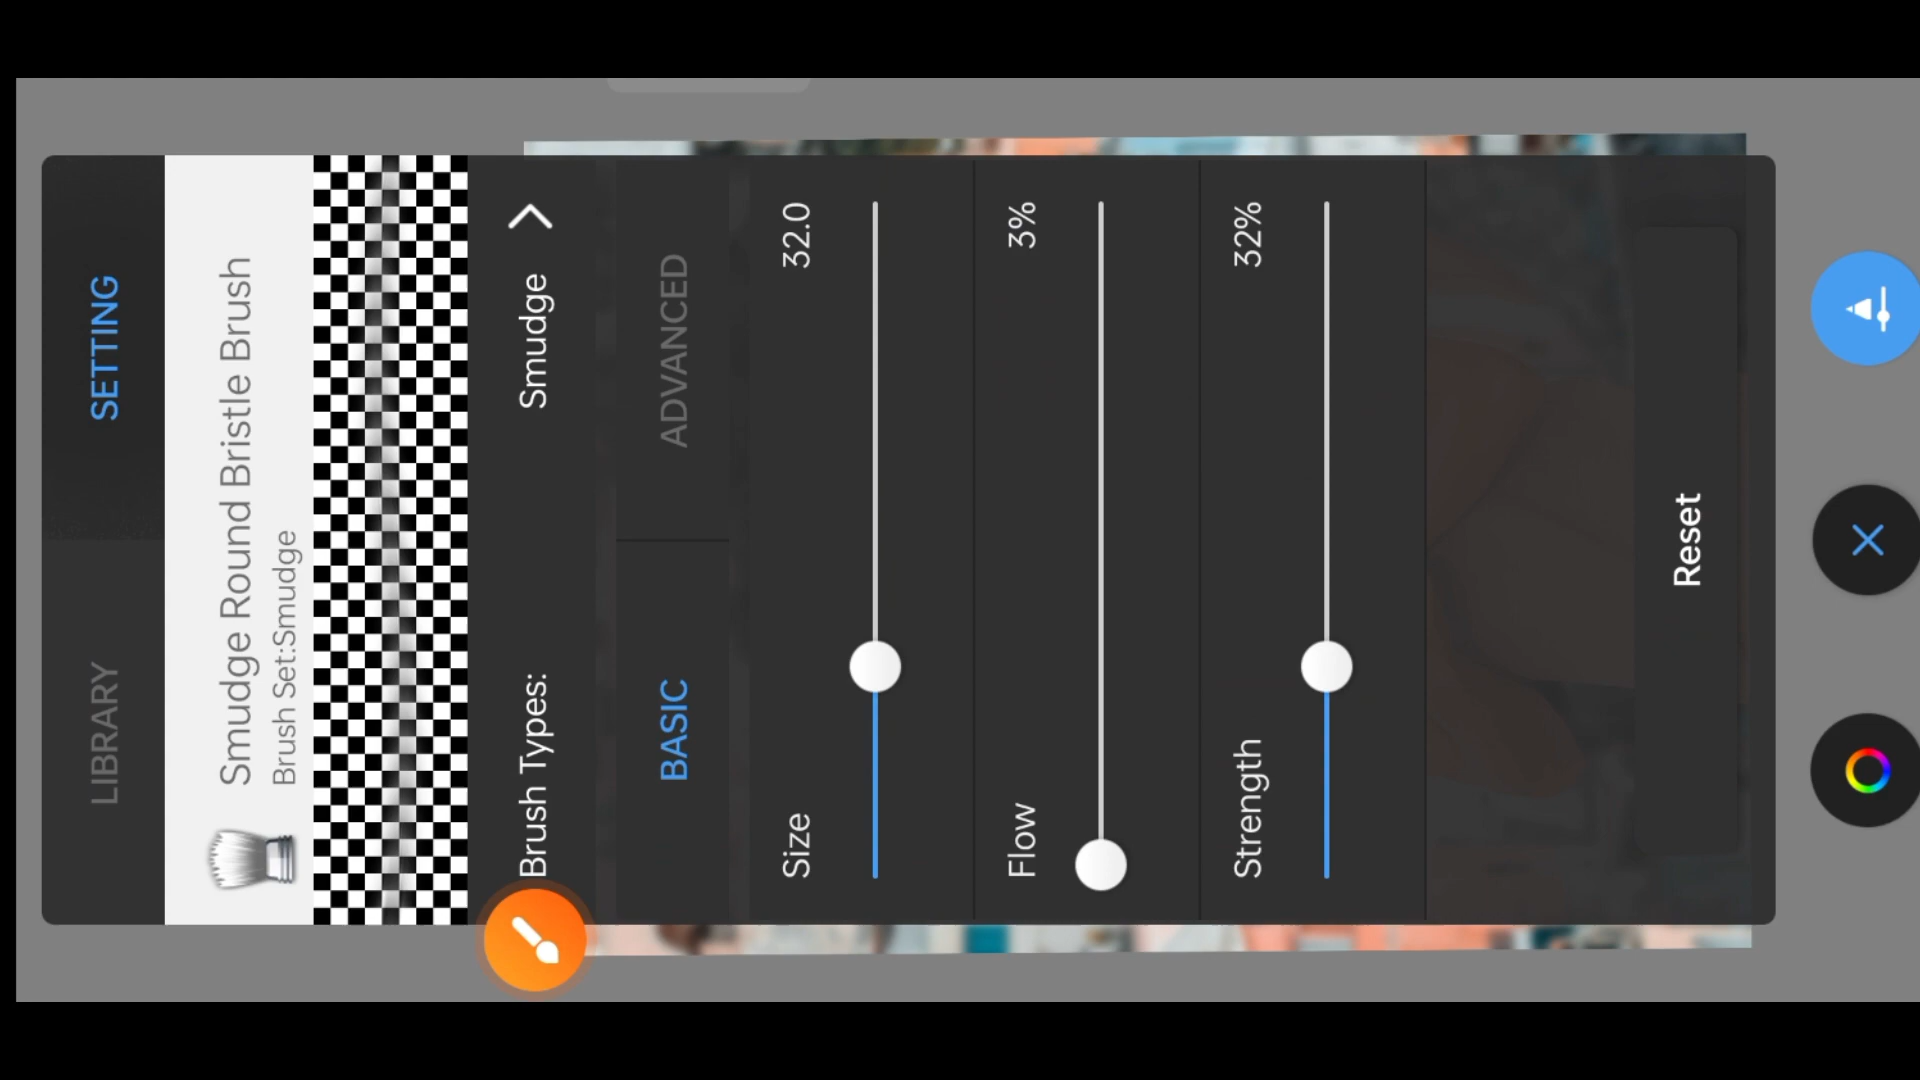 LIBRARY SETTING
Smudge Round Bristle Brush
Brush Set:Smudge
Brush Types: Smudge
BASIC ADVANCED
Size 32.0
Flow 3%
Strength 32%
Reset